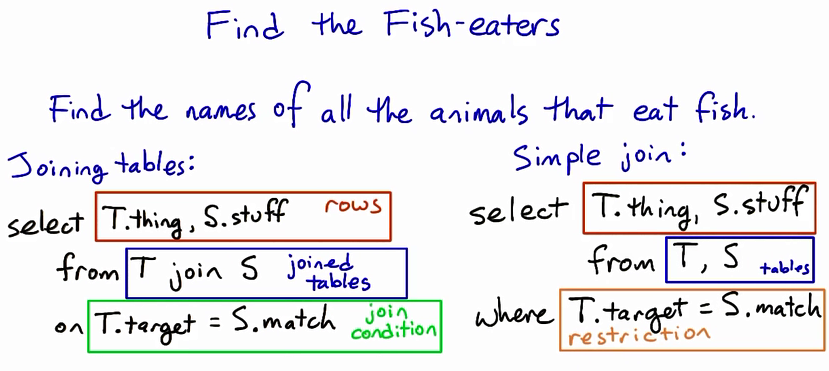 Find the Fish-eaters
Find the names of all the animals that eat fish.
Joining tables:
select T.thing, S.stuff rows
from T join S joined tables
on T.target = S.match join condition
Simple join:
select T.thing, S.stuff
from T, S tables
where T.target = S.match
restriction